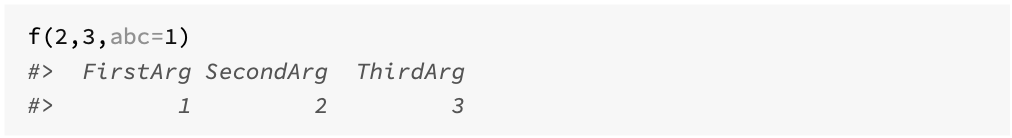 f(2,3,abc=1)
#>  FirstArg SecondArg  ThirdArg
#>         1         2         3